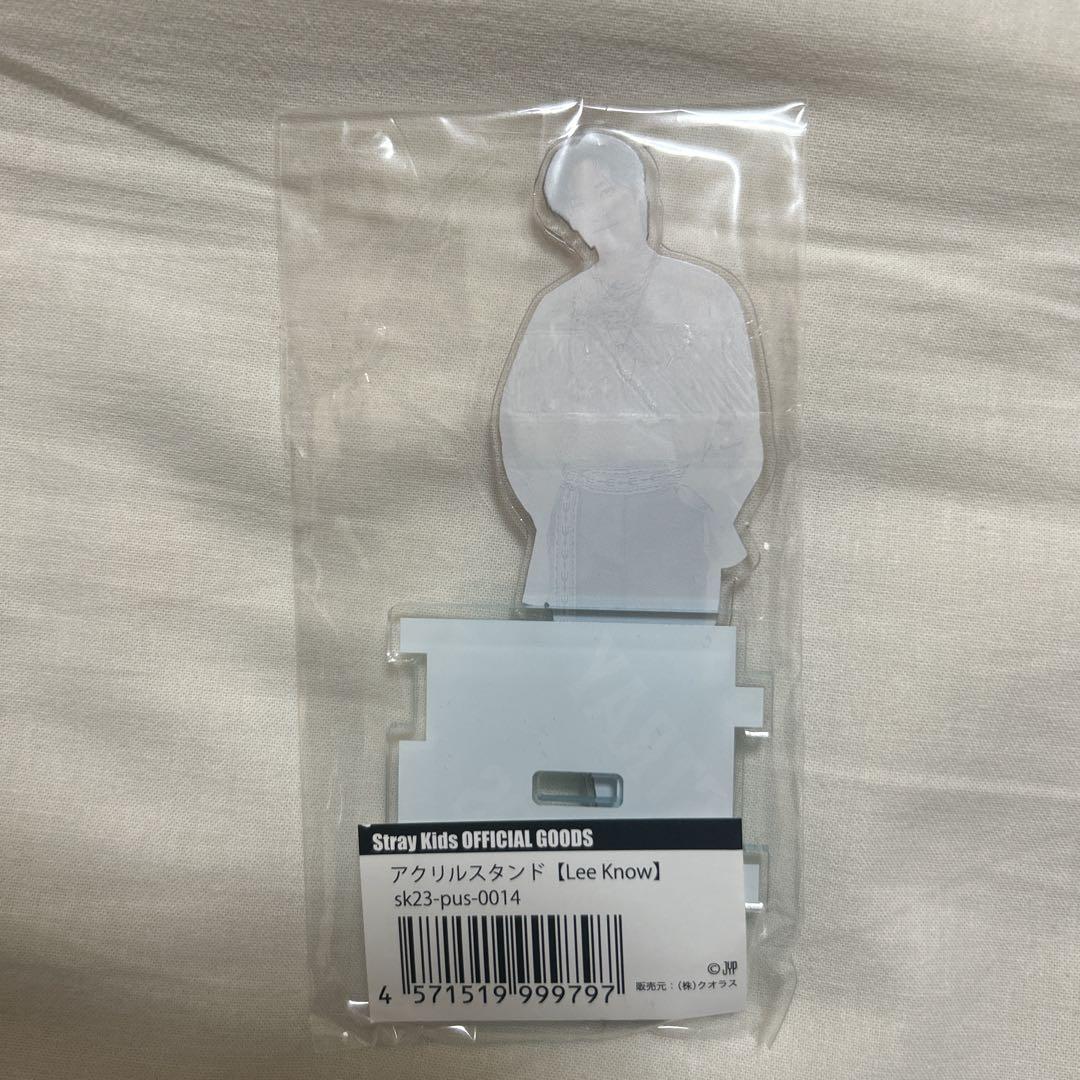 Stray Kids OFFICIAL GOODS
アクリルスタンド【Lee Know】
sk23-pus-0014
© JYP
4 571519 999797
販売元：(株)クオラス